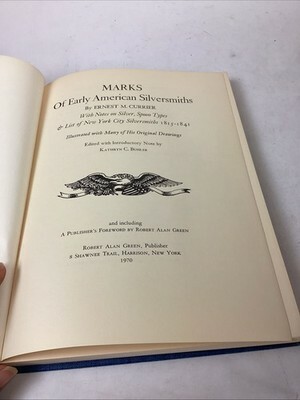 MARKS
Of Early American Silversmiths
By ERNEST M. CURRIER
With Notes on Silver, Spoon Types
& List of New York City Silversmiths 1815-1841
Illustrated with Many of His Original Drawings
Edited with Introductory Note by
KATHRYN C. BUHLER
and including
A PUBLISHER'S FOREWORD BY ROBERT ALAN GREEN
ROBERT ALAN GREEN, Publisher
8 SHAWNEE TRAIL, HARRISON, NEW YORK
1970